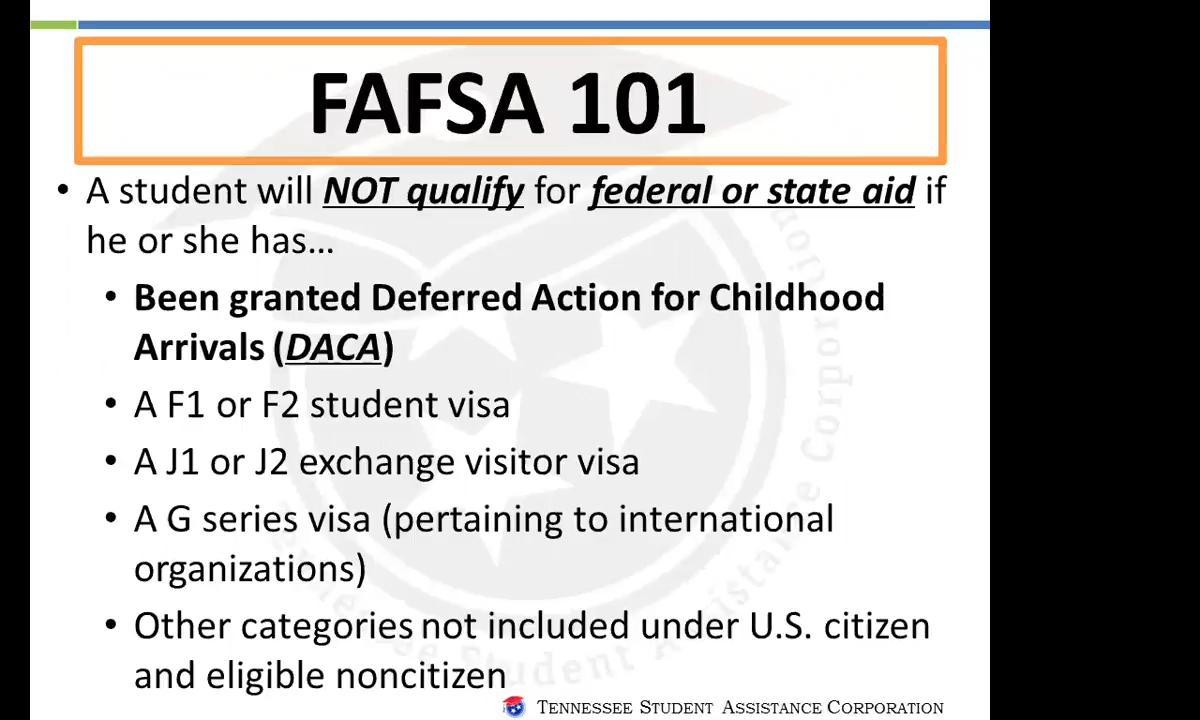 FAFSA 101
• A student will NOT qualify for federal or state aid if
he or she has...
• Been granted Deferred Action for Childhood
Arrivals (DACA)
• A F1 or F2 student visa
• A J1 or J2 exchange visitor visa
• A G series visa (pertaining to international
organizations)
• Other categories not included under U.S. citizen
and eligible noncitizen
TENNESSEE STUDENT ASSISTANCE CORPORATION